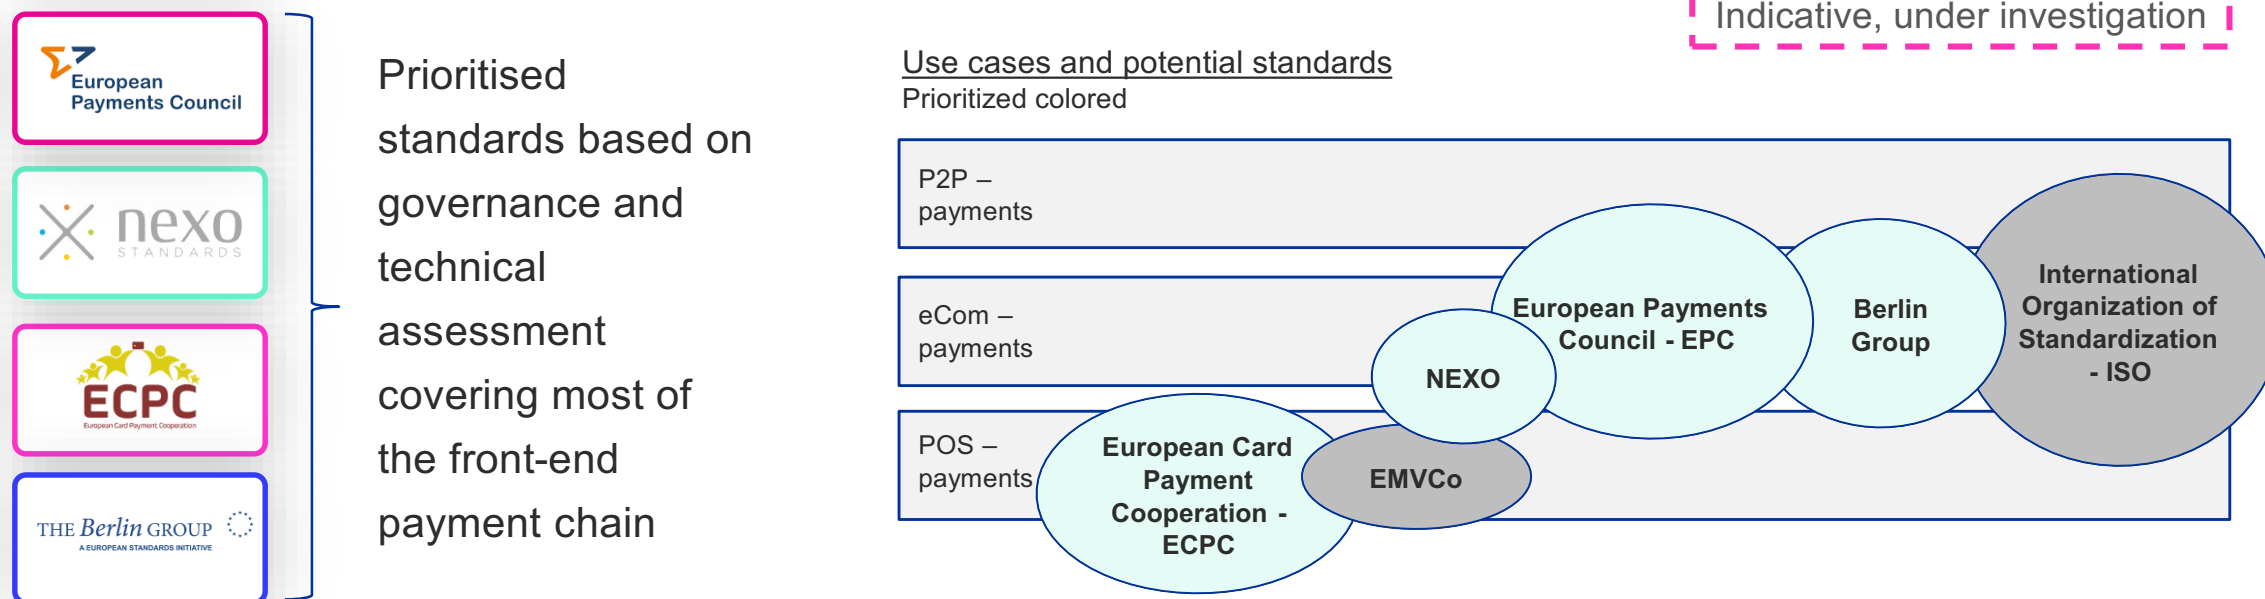 European
Payments Council
nexo
STANDARDS
ECPC
European Card Payment Cooperation
THE Berlin GROUP
A EUROPEAN STANDARDS INITIATIVE
Prioritised
standards based on
governance and
technical
assessment
covering most of
the front-end
payment chain
Indicative, under investigation
Use cases and potential standards
Prioritized colored
P2P –
payments
eCom –
payments
POS –
payments
European Card
Payment
Cooperation -
ECPC
EMVCo
NEXO
European Payments
Council - EPC
Berlin
Group
International
Organization of
Standardization
- ISO